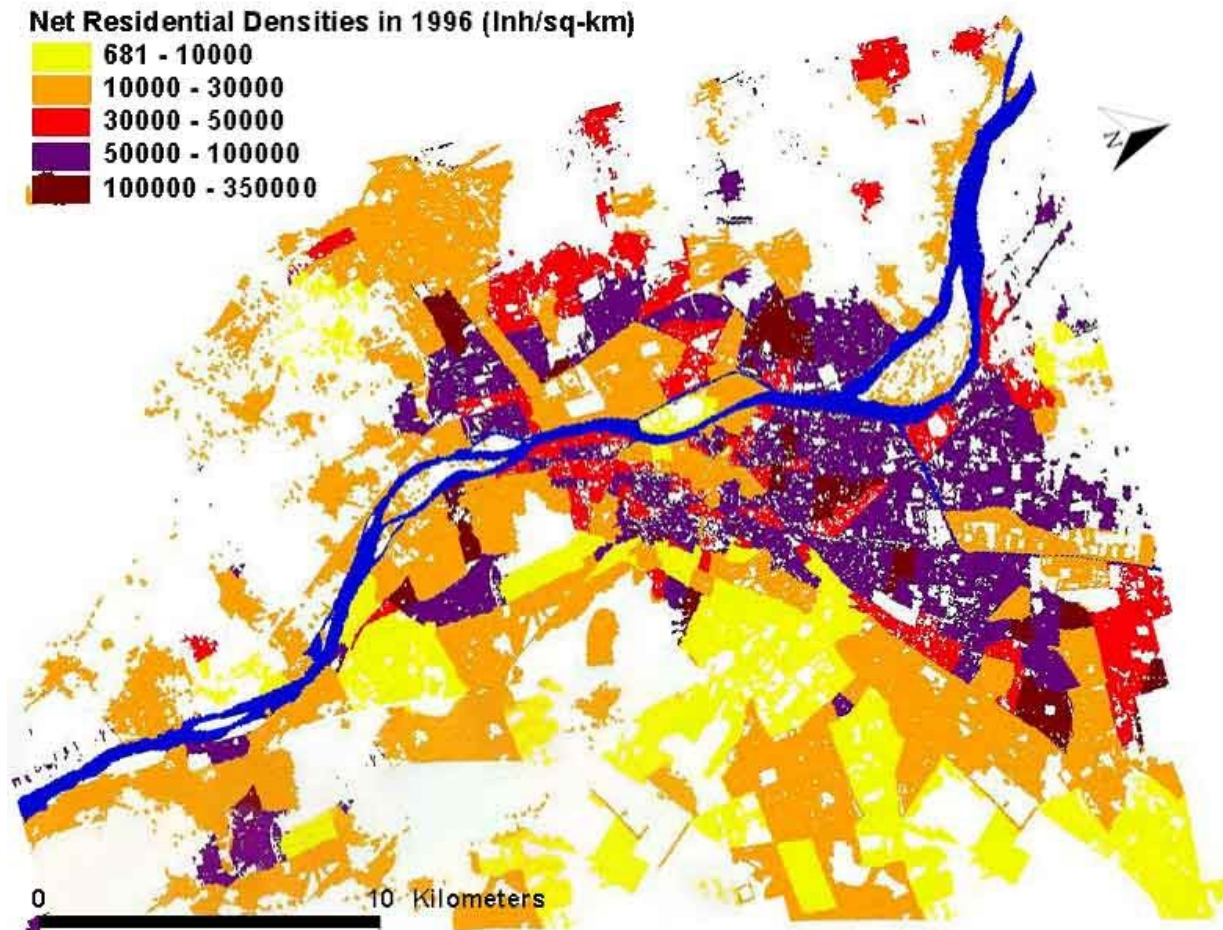 Net Residential Densities in 1996 (Inh/sq-km)
681 - 10000
10000 - 30000
30000 - 50000
50000 - 100000
100000 - 350000
N
0 10 Kilometers